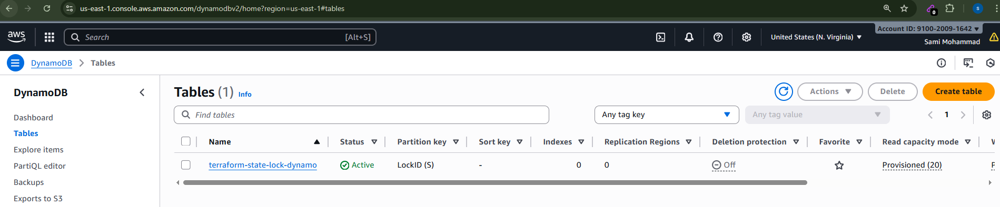 us-east-1.console.aws.amazon.com/dynamodbv2/home?region=us-east-1#tables
0
S
aws
Search
[Alt+S]
United States (N. Virginia)
Account ID: 9100-2009-1642
Sami Mohammad
DynamoDB
Tables
DynamoDB
Dashboard
Tables
Explore items
PartiQL editor
Backups
Exports to S3
Tables (1) Info
Actions
Delete
Create table
Find tables
Any tag key
Any tag value
1
Name Status Partition key Sort key Indexes Replication Regions Deletion protection Favorite Read capacity mode
terraform-state-lock-dynamo Active LockID (S) - 0 0 Off Provisioned (20)